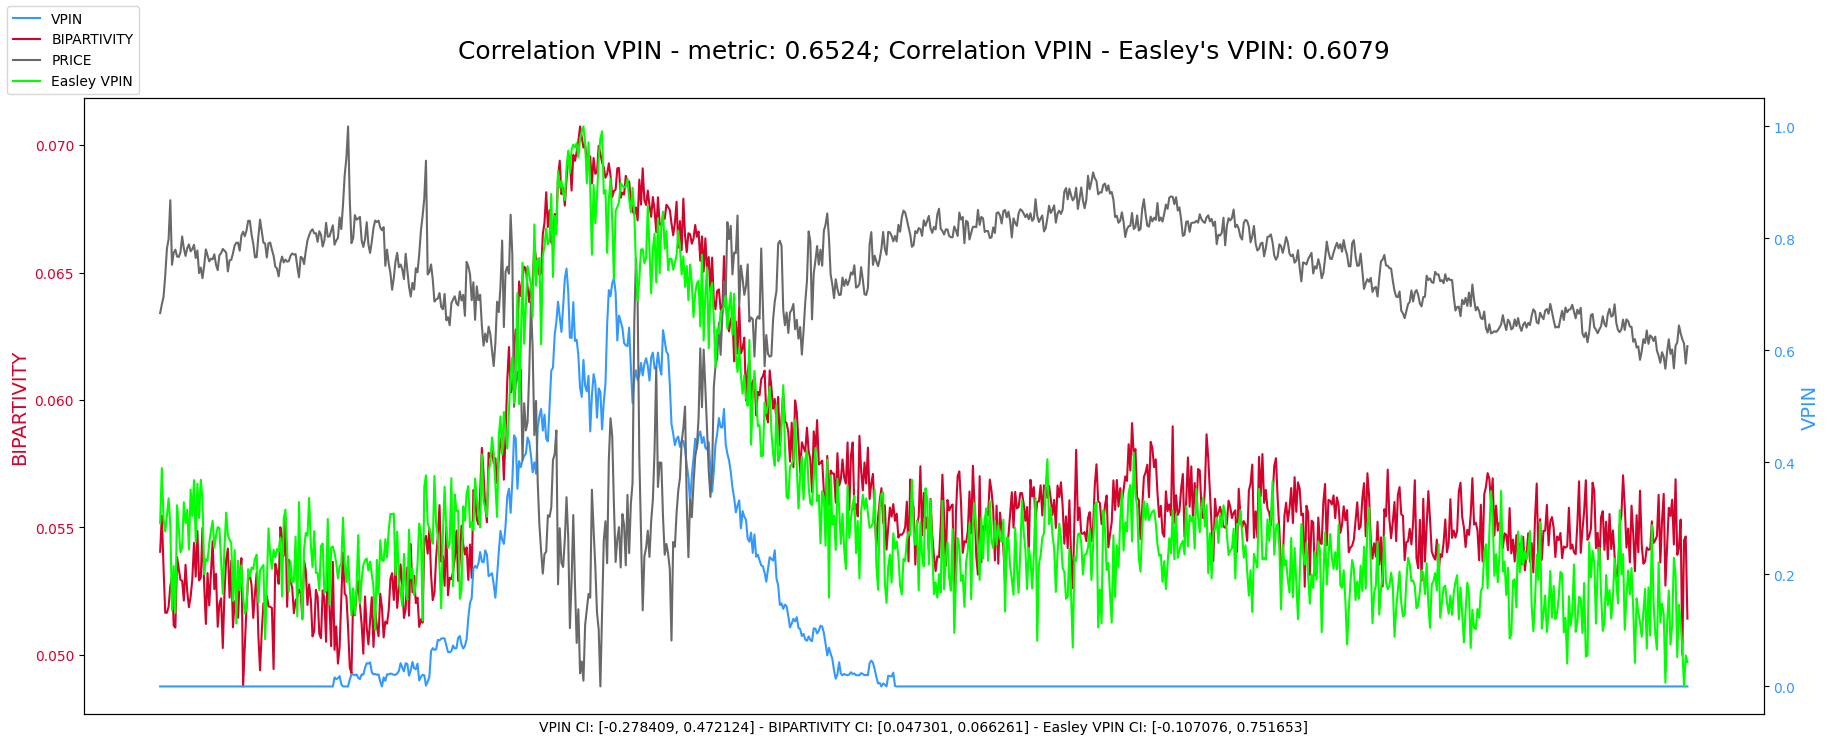 VPIN
BIPARTIVITY
PRICE
Easley VPIN
Correlation VPIN - metric: 0.6524; Correlation VPIN - Easley's VPIN: 0.6079
BIPARTIVITY
0.070
0.065
0.060
0.055
0.050
1.0
0.8
0.6
0.4
0.2
0.0
VPIN
VPIN CI: [-0.278409, 0.472124] - BIPARTIVITY CI: [0.047301, 0.066261] - Easley VPIN CI: [-0.107076, 0.751653]